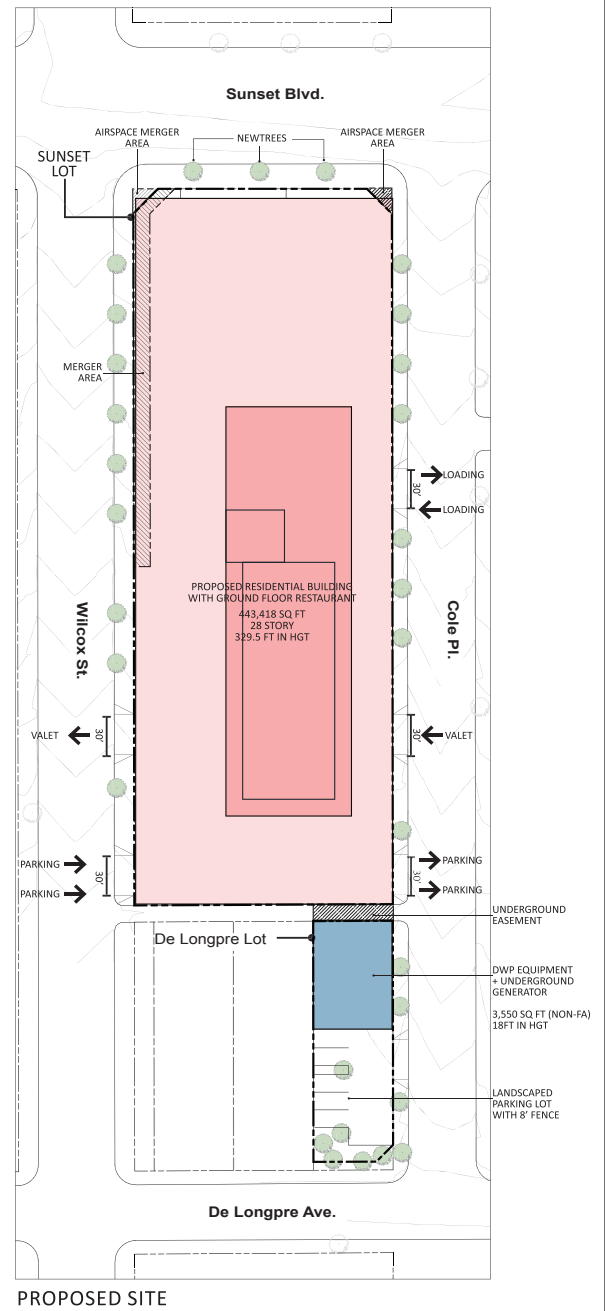 Sunset Blvd.
AIRSPACE MERGER
AREA
NEWTREES
AIRSPACE MERGER
AREA
SUNSET
LOT
MERGER
AREA
30'
LOADING
LOADING
PROPOSED RESIDENTIAL BUILDING
WITH GROUND FLOOR RESTAURANT
443,418 SQ FT
28 STORY
329.5 FT IN HGT
Wilcox St.
Cole Pl.
VALET
30'
30'
VALET
PARKING
PARKING
30'
30'
PARKING
PARKING
UNDERGROUND
EASEMENT
De Longpre Lot
DWP EQUIPMENT
+ UNDERGROUND
GENERATOR
3,550 SQ FT (NON-FA)
18FT IN HGT
LANDSCAPED
PARKING LOT
WITH 8' FENCE
De Longpre Ave.
PROPOSED SITE